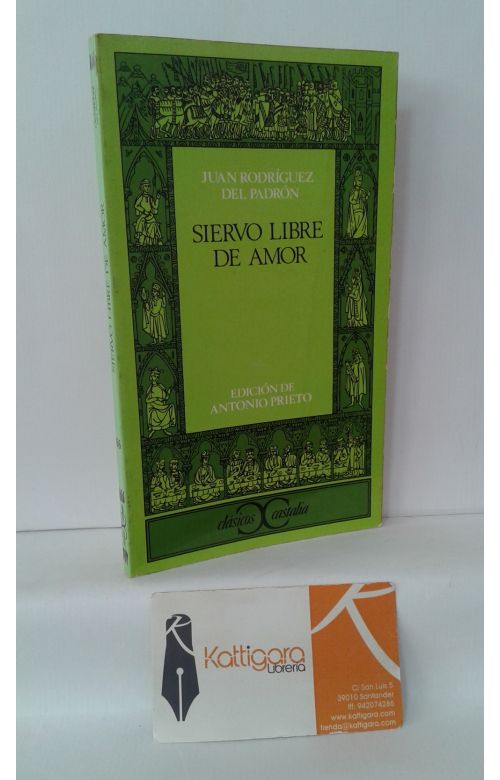 JUAN RODRÍGUEZ
DEL PADRÓN
SIERVO LIBRE
DE AMOR
EDICIÓN DE
ANTONIO PRIETO
clásicos
castalia
SIERVO LIBRE DE AMOR
86
K
Kattigara
Librería
C/ San Luis 5
39010 Santander
tlf: 942074286
www.kattigara.com
tienda@kattigara.com